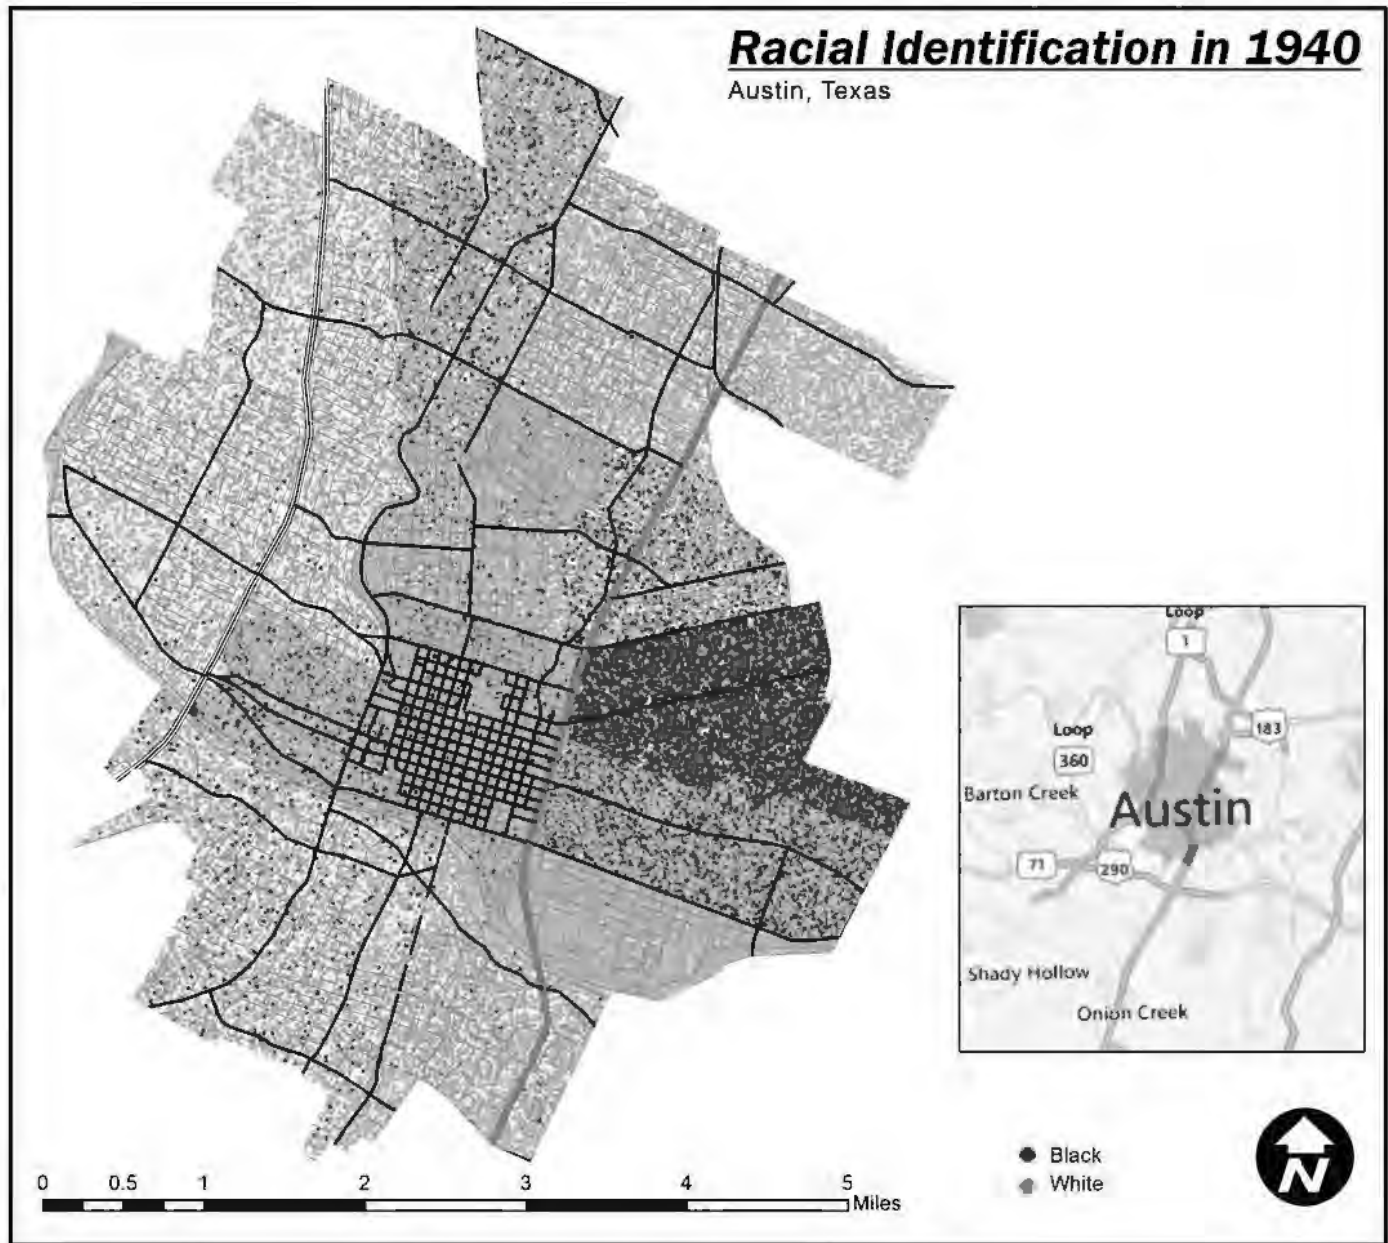 Racial Identification in 1940
Austin, Texas
Loop
1
183
Loop
360
Barton Creek
Austin
71
290
Shady Hollow
Onion Creek
Black
White
N
0 0.5 1 2 3 4 5
Miles